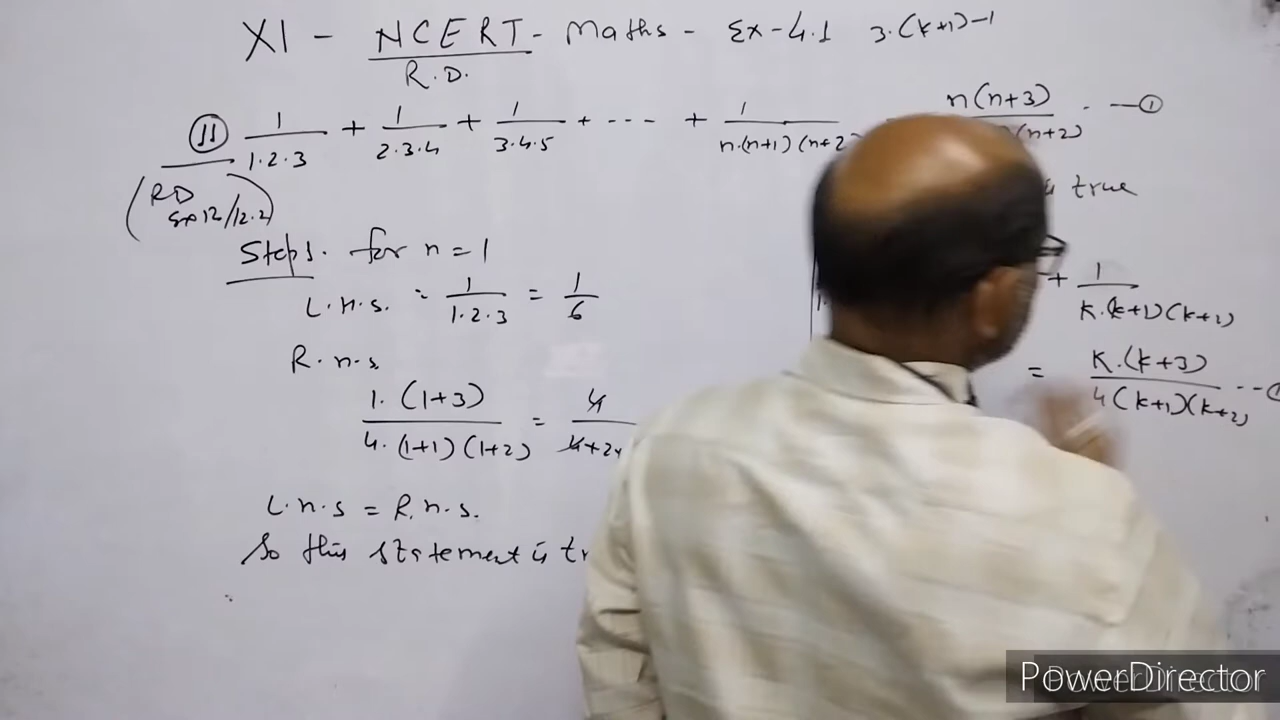 XI - NCERT - Maths - Ex - 4.1 3.(k+1)-1
R.D.
11 1/1.2.3 + 1/2.3.4 + 1/3.4.5 + ---- + 1/n.(n+1)(n+2 n(n+3)/(n+2) . -- 1
(RD 12/12.2)
Step 1. for n = 1
L.H.S. = 1/1.2.3 = 1/6
R.H.S
1.(1+3)/4.(1+1)(1+2) = 4/4×2×
L.H.S = R.H.S.
So this statement is
true
+ 1/K.(k+1)(k+2)
= K.(k+3)/4(k+1)(k+2) ---
PowerDirector